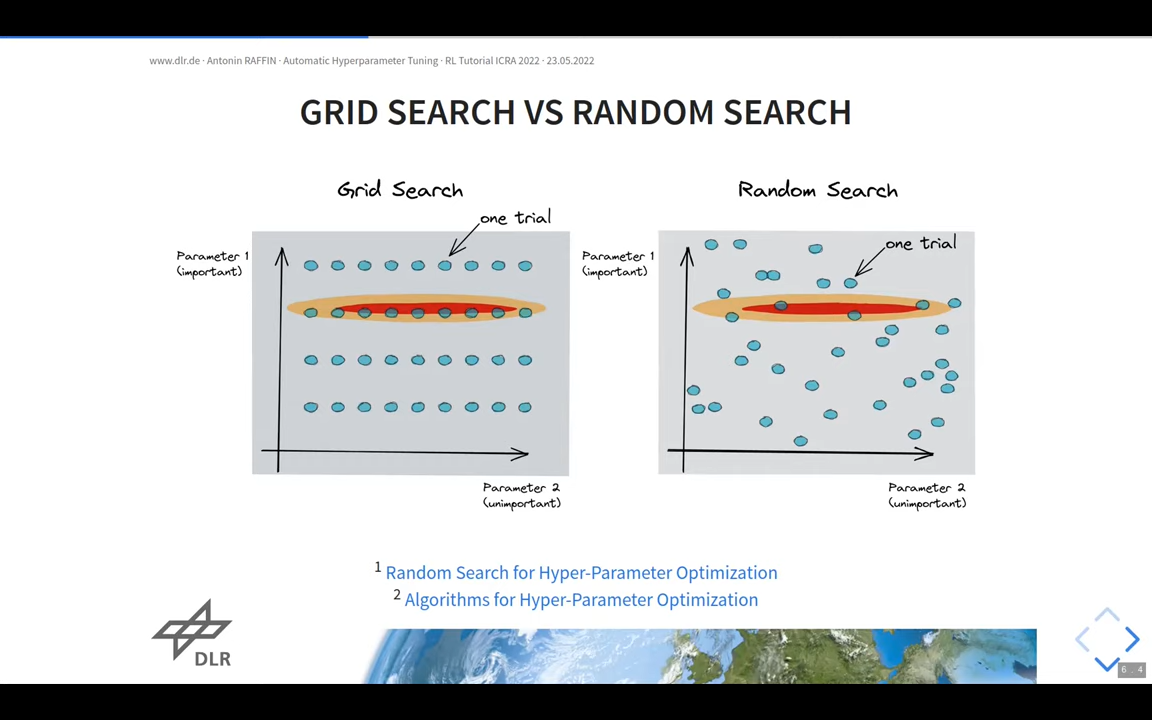 www.dlr.de · Antonin RAFFIN · Automatic Hyperparameter Tuning · RL Tutorial ICRA 2022 · 23.05.2022
GRID SEARCH VS RANDOM SEARCH
Grid Search
one trial
Parameter 1
(important)
Parameter 2
(unimportant)
Random Search
one trial
Parameter 1
(important)
Parameter 2
(unimportant)
1 Random Search for Hyper-Parameter Optimization
2 Algorithms for Hyper-Parameter Optimization
DLR
6 . 4